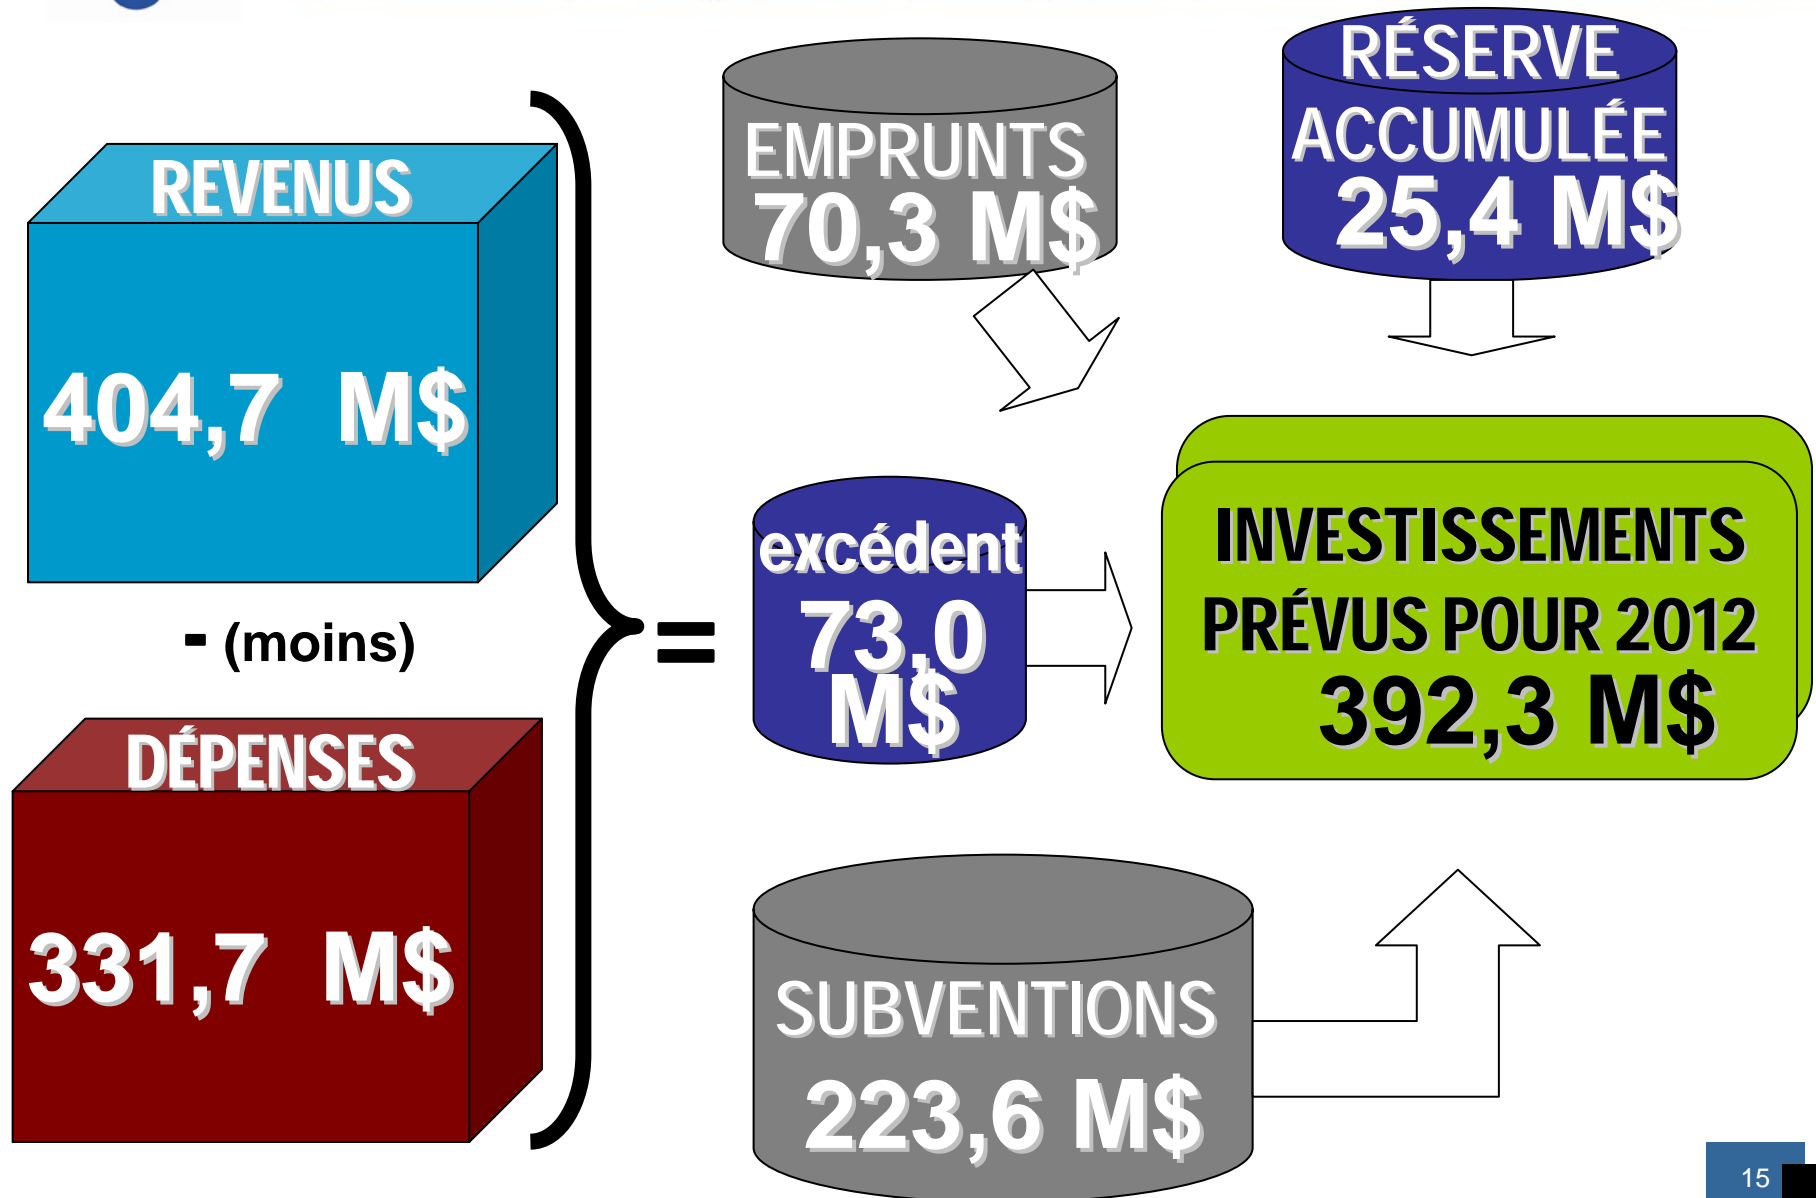 REVENUS
404,7 M$
- (moins)
DÉPENSES
331,7 M$
=
EMPRUNTS
70,3 M$
RÉSERVE
ACCUMULÉE
25,4 M$
excédent
73,0
M$
INVESTISSEMENTS
PRÉVUS POUR 2012
392,3 M$
SUBVENTIONS
223,6 M$
15